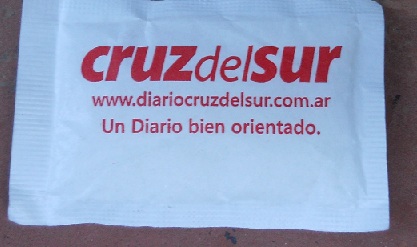 cruzdelsur
www.diariocruzdelsur.com.ar
Un Diario bien orientado.